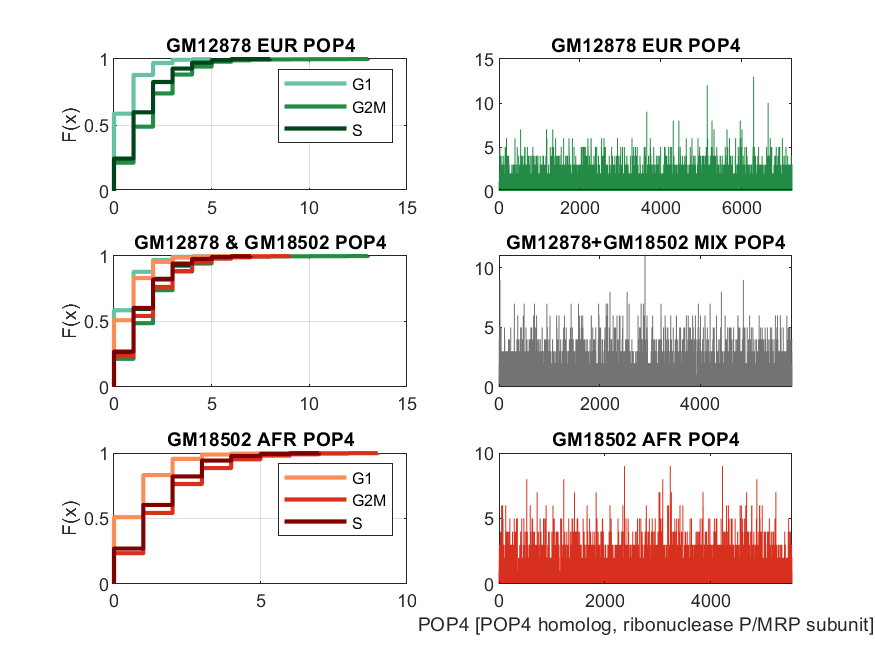 GM12878 EUR POP4
1
0.5
0
F(x)
0
5
10
15
G1
G2M
S
GM12878 EUR POP4
15
10
5
0
0
2000
4000
6000
GM12878 & GM18502 POP4
1
0.5
0
F(x)
0
5
10
15
GM12878+GM18502 MIX POP4
10
5
0
0
2000
4000
GM18502 AFR POP4
1
0.5
0
F(x)
0
5
10
G1
G2M
S
GM18502 AFR POP4
10
5
0
0
2000
4000
POP4 [POP4 homolog, ribonuclease P/MRP subunit]